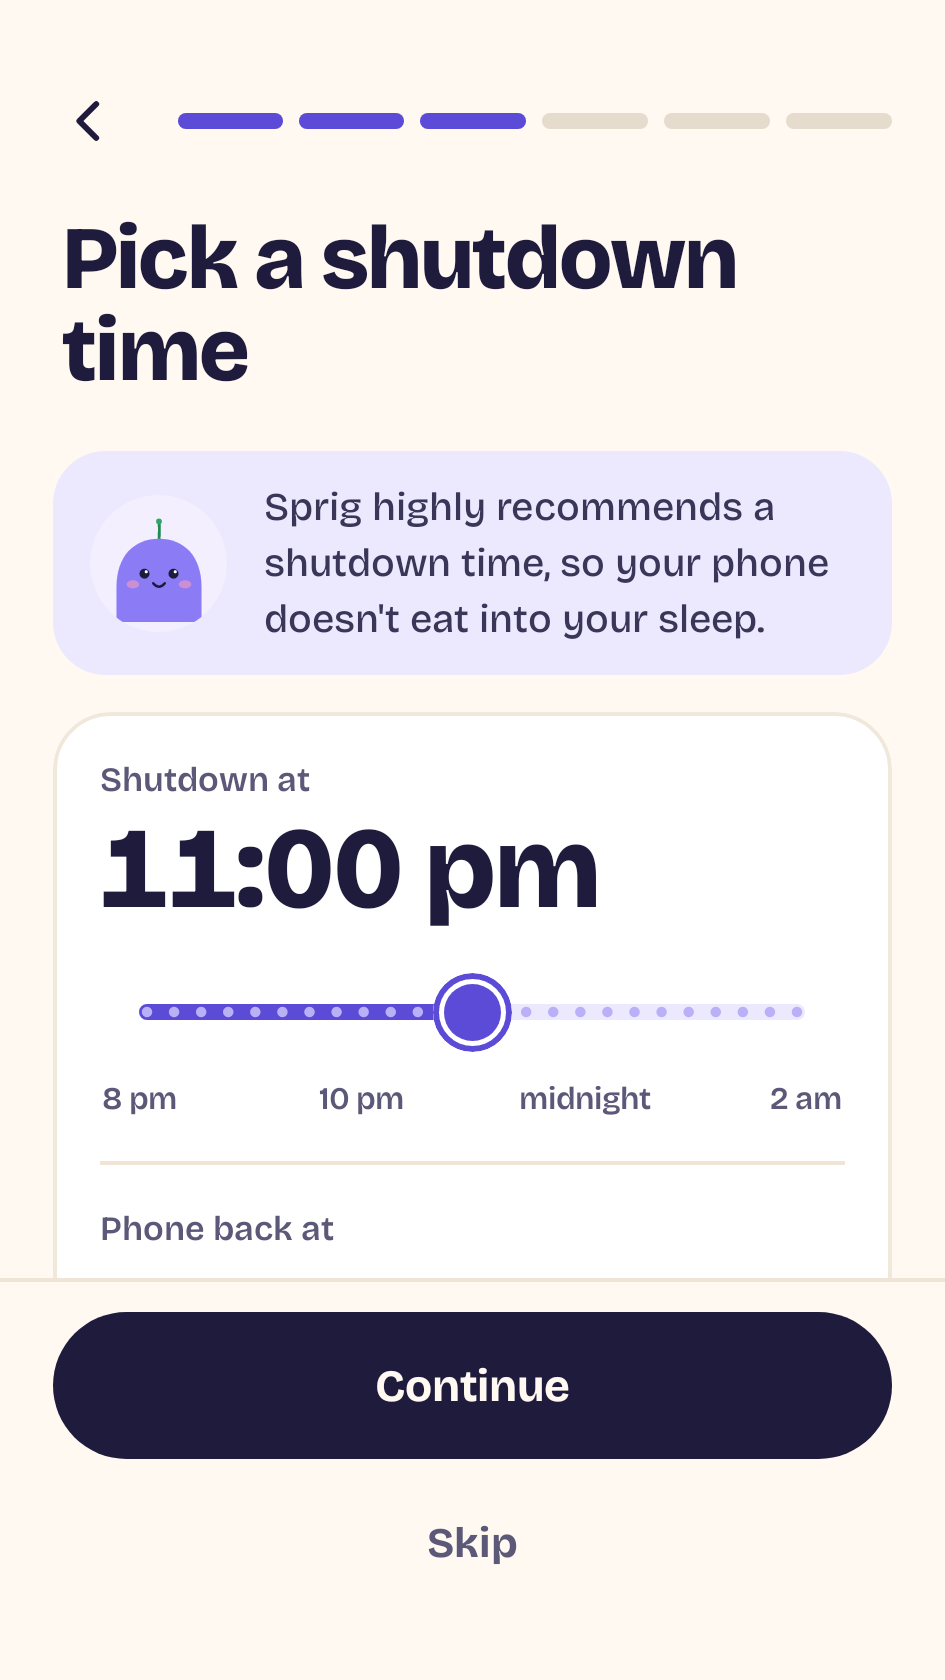 Pick a shutdown
time
Sprig highly recommends a
shutdown time, so your phone
doesn't eat into your sleep.
Shutdown at
11:00 pm
8 pm 10 pm midnight 2 am
Phone back at
Continue
Skip